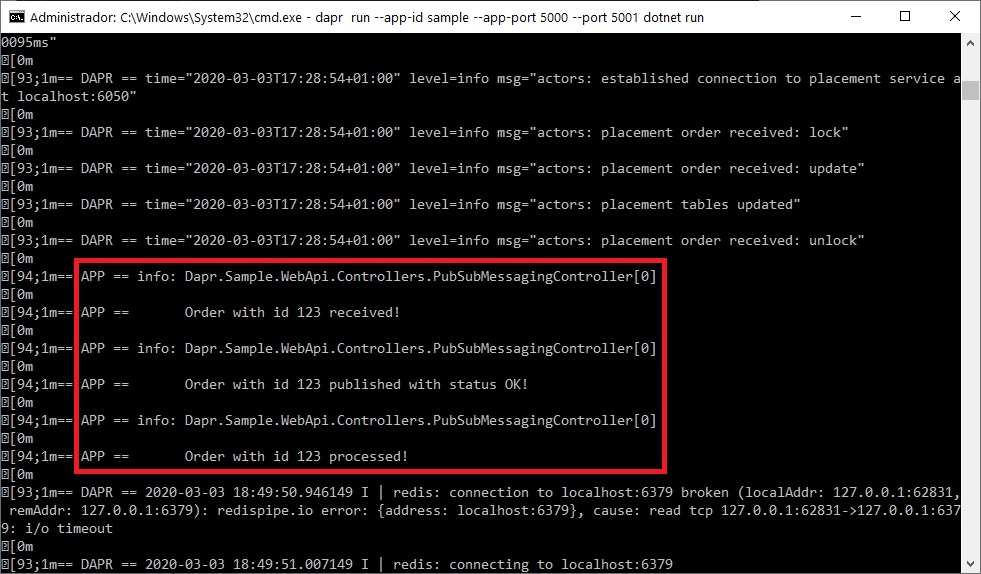 Administrador: C:\Windows\System32\cmd.exe - dapr  run --app-id sample --app-port 5000 --port 5001 dotnet run
0095ms"
[0m
[93;1m== DAPR == time="2020-03-03T17:28:54+01:00" level=info msg="actors: established connection to placement service a
t localhost:6050"
[0m
[93;1m== DAPR == time="2020-03-03T17:28:54+01:00" level=info msg="actors: placement order received: lock"
[0m
[93;1m== DAPR == time="2020-03-03T17:28:54+01:00" level=info msg="actors: placement order received: update"
[0m
[93;1m== DAPR == time="2020-03-03T17:28:54+01:00" level=info msg="actors: placement tables updated"
[0m
[93;1m== DAPR == time="2020-03-03T17:28:54+01:00" level=info msg="actors: placement order received: unlock"
[0m
[94;1m== APP == info: Dapr.Sample.WebApi.Controllers.PubSubMessagingController[0]
[0m
[94;1m== APP ==       Order with id 123 received!
[0m
[94;1m== APP == info: Dapr.Sample.WebApi.Controllers.PubSubMessagingController[0]
[0m
[94;1m== APP ==       Order with id 123 published with status OK!
[0m
[94;1m== APP == info: Dapr.Sample.WebApi.Controllers.PubSubMessagingController[0]
[0m
[94;1m== APP ==       Order with id 123 processed!
[0m
[93;1m== DAPR == 2020-03-03 18:49:50.946149 I | redis: connection to localhost:6379 broken (localAddr: 127.0.0.1:62831,
 remAddr: 127.0.0.1:6379): redispipe.io error: {address: localhost:6379}, cause: read tcp 127.0.0.1:62831->127.0.0.1:637
9: i/o timeout
[0m
[93;1m== DAPR == 2020-03-03 18:49:51.007149 I | redis: connecting to localhost:6379